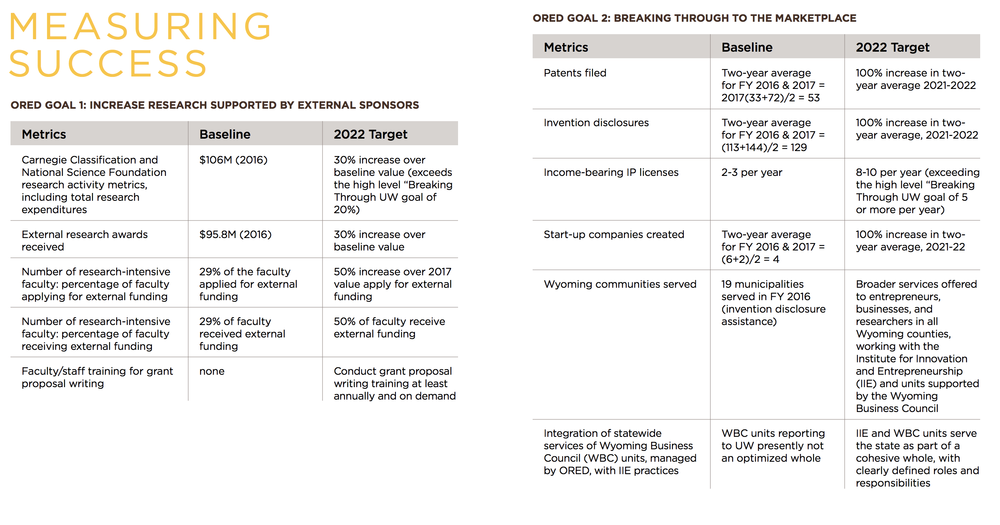 MEASURING
SUCCESS
ORED GOAL 1: INCREASE RESEARCH SUPPORTED BY EXTERNAL SPONSORS
Metrics
Baseline
2022 Target
Carnegie Classification and
National Science Foundation
research activity metrics,
including total research
expenditures
$106M (2016)
30% increase over
baseline value (exceeds
the high level “Breaking
Through UW goal of
20%)
External research awards
received
$95.8M (2016)
30% increase over
baseline value
Number of research-intensive
faculty: percentage of faculty
applying for external funding
29% of the faculty
applied for external
funding
50% increase over 2017
value apply for external
funding
Number of research-intensive
faculty: percentage of faculty
receiving external funding
29% of faculty
received external
funding
50% of faculty receive
external funding
Faculty/staff training for grant
proposal writing
none
Conduct grant proposal
writing training at least
annually and on demand
ORED GOAL 2: BREAKING THROUGH TO THE MARKETPLACE
Metrics
Baseline
2022 Target
Patents filed
Two-year average
for FY 2016 & 2017 =
2017(33+72)/2 = 53
100% increase in two-
year average 2021-2022
Invention disclosures
Two-year average
for FY 2016 & 2017 =
(113+144)/2 = 129
100% increase in two-
year average, 2021-2022
Income-bearing IP licenses
2-3 per year
8-10 per year (exceeding
the high level “Breaking
Through UW goal of 5
or more per year)
Start-up companies created
Two-year average
for FY 2016 & 2017 =
(6+2)/2 = 4
100% increase in two-
year average, 2021-22
Wyoming communities served
19 municipalities
served in FY 2016
(invention disclosure
assistance)
Broader services offered
to entrepreneurs,
businesses, and
researchers in all
Wyoming counties,
working with the
Institute for Innovation
and Entrepreneurship
(IIE) and units supported
by the Wyoming
Business Council
Integration of statewide
services of Wyoming Business
Council (WBC) units, managed
by ORED, with IIE practices
WBC units reporting
to UW presently not
an optimized whole
IIE and WBC units serve
the state as part of a
cohesive whole, with
clearly defined roles and
responsibilities